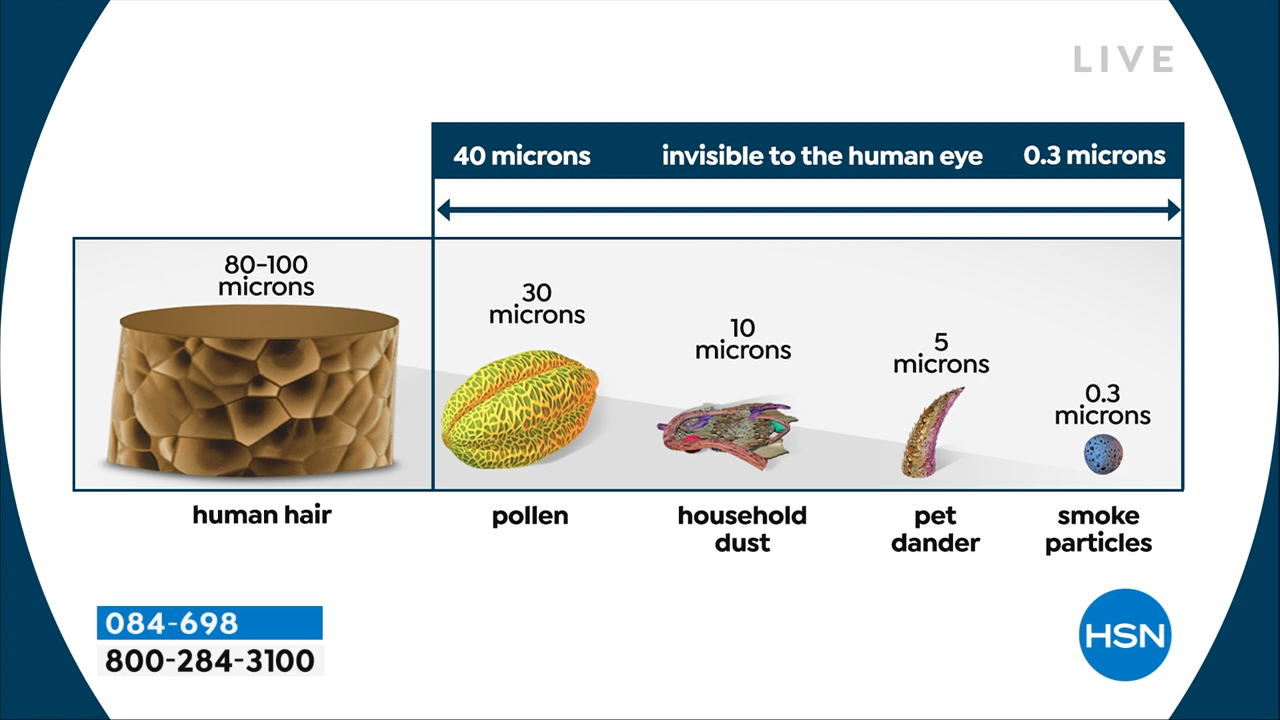 LIVE
40 microns invisible to the human eye 0.3 microns
80-100
microns
30
microns
10
microns
5
microns
0.3
microns
human hair
pollen
household
dust
pet
dander
smoke
particles
084-698
800-284-3100
HSN